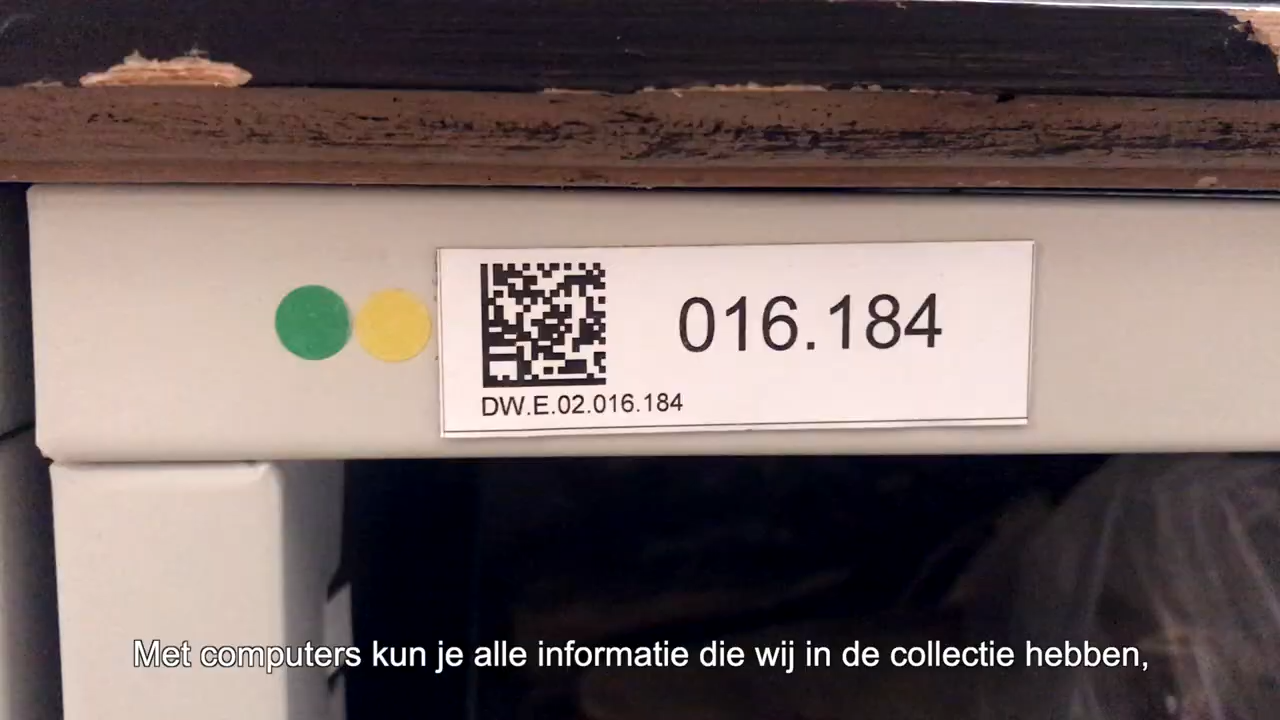 016.184
DW.E.02.016.184
Met computers kun je alle informatie die wij in de collectie hebben,